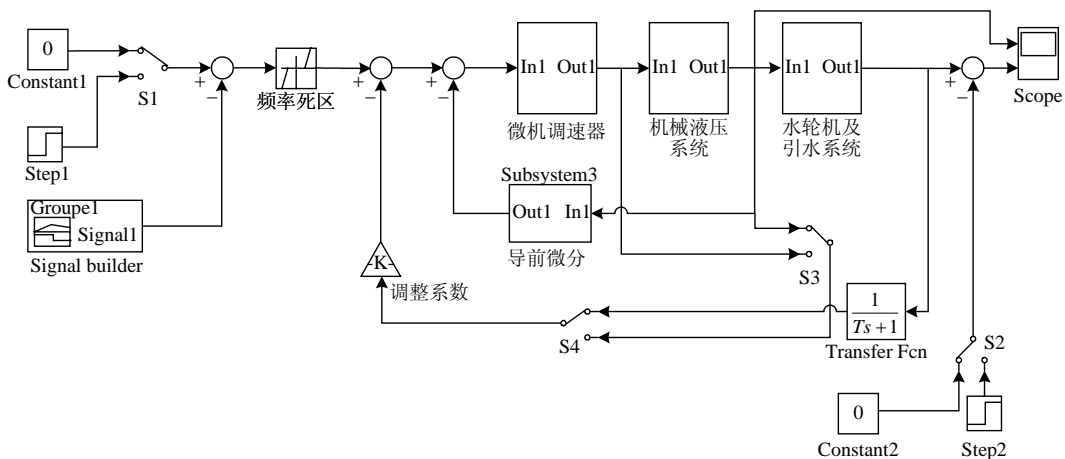 0
Constant1
S1
+
−
Step1
Groupe1
Signal1
Signal builder
频率死区
+
−
+
−
In1 Out1
微机调速器
In1 Out1
机械液压
系统
In1 Out1
水轮机及
引水系统
+
−
Scope
Subsystem3
Out1 In1
导前微分
S3
-K-
调整系数
S4
1
Ts+1
Transfer Fcn
S2
0
Constant2
Step2